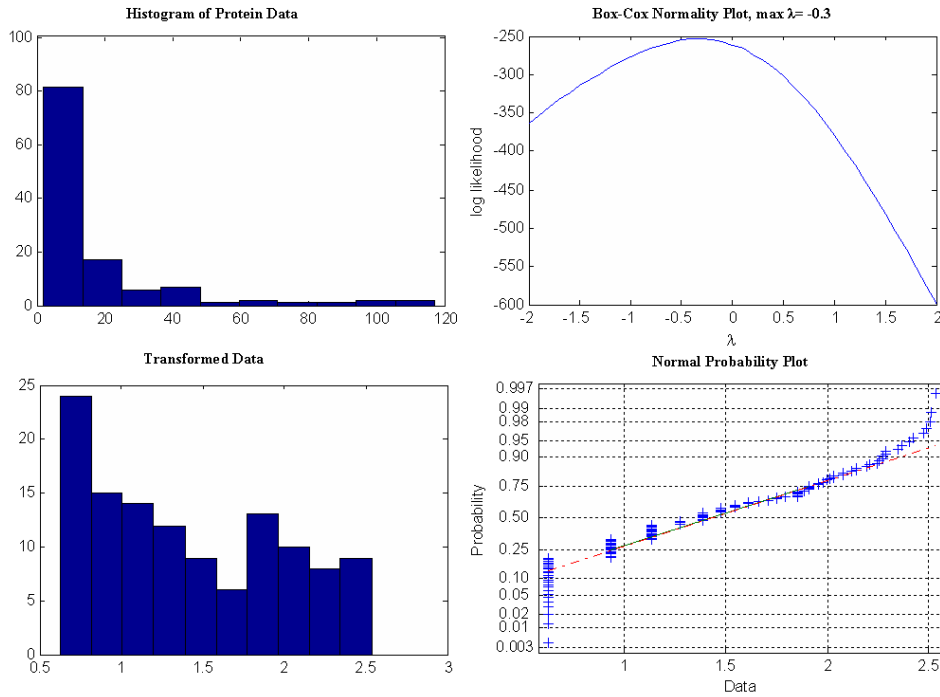 Histogram of Protein Data
100
80
60
40
20
0
0 20 40 60 80 100 120
Box-Cox Normality Plot, max λ= -0.3
-250
-300
-350
-400
-450
-500
-550
-600
log likelihood
-2 -1.5 -1 -0.5 0 0.5 1 1.5 2
λ
Transformed Data
25
20
15
10
5
0
0.5 1 1.5 2 2.5 3
Normal Probability Plot
0.997
0.99
0.98
0.95
0.90
0.75
0.50
0.25
0.10
0.05
0.02
0.01
0.003
Probability
1 1.5 2 2.5
Data